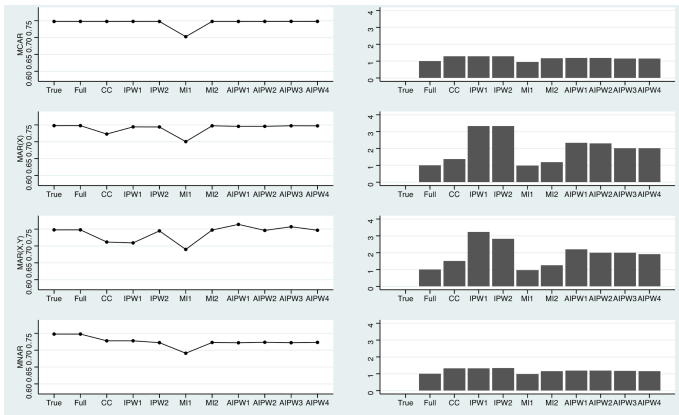 MCAR
0.60 0.65 0.70 0.75
True Full CC IPW1 IPW2 MI1 MI2 AIPW1 AIPW2 AIPW3 AIPW4
0 1 2 3 4
True Full CC IPW1 IPW2 MI1 MI2 AIPW1 AIPW2 AIPW3 AIPW4
MAR(X)
0.60 0.65 0.70 0.75
True Full CC IPW1 IPW2 MI1 MI2 AIPW1 AIPW2 AIPW3 AIPW4
0 1 2 3 4
True Full CC IPW1 IPW2 MI1 MI2 AIPW1 AIPW2 AIPW3 AIPW4
MAR(X,Y)
0.60 0.65 0.70 0.75
True Full CC IPW1 IPW2 MI1 MI2 AIPW1 AIPW2 AIPW3 AIPW4
0 1 2 3 4
True Full CC IPW1 IPW2 MI1 MI2 AIPW1 AIPW2 AIPW3 AIPW4
MNAR
0.60 0.65 0.70 0.75
True Full CC IPW1 IPW2 MI1 MI2 AIPW1 AIPW2 AIPW3 AIPW4
0 1 2 3 4
True Full CC IPW1 IPW2 MI1 MI2 AIPW1 AIPW2 AIPW3 AIPW4